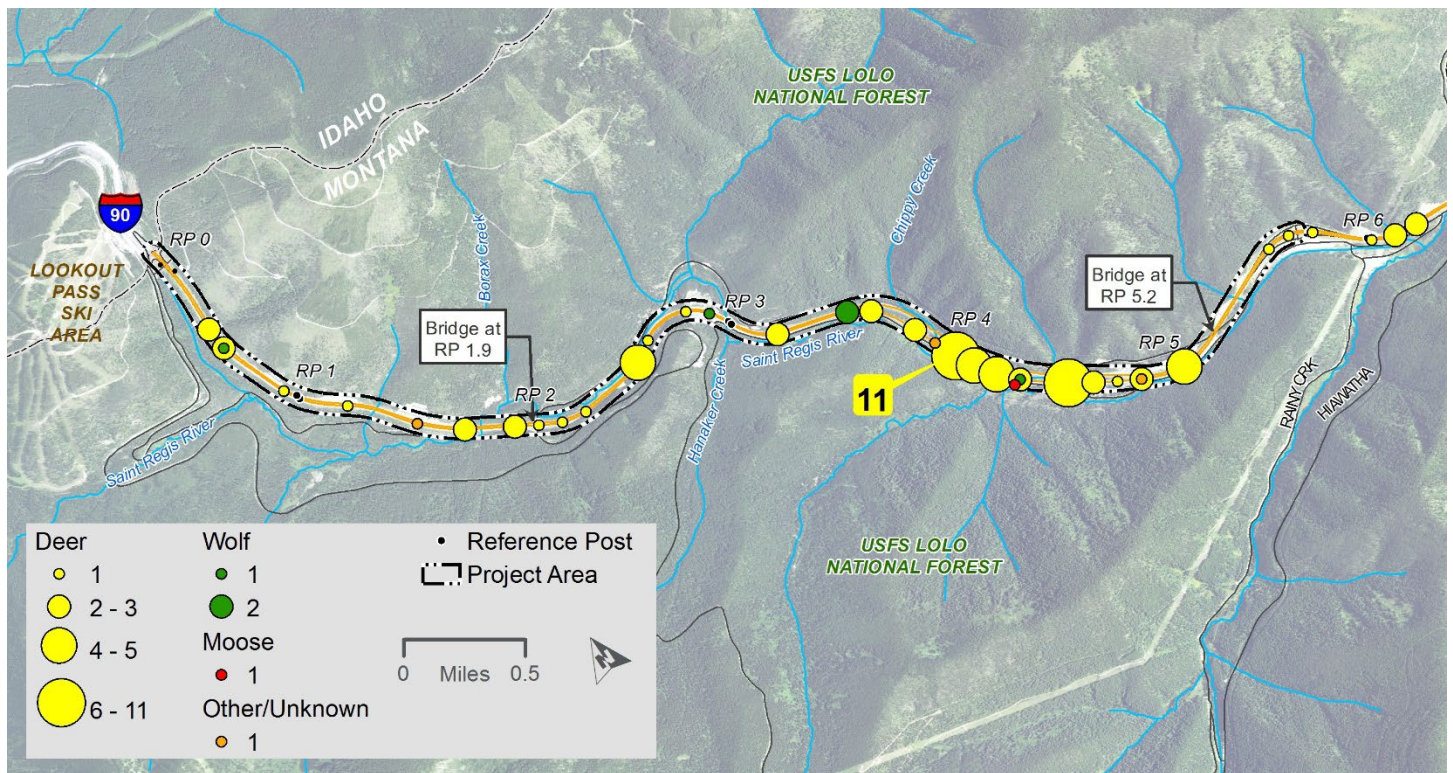 USFS LOLO
NATIONAL FOREST
IDAHO
MONTANA
90
RP 0
LOOKOUT
PASS
SKI
AREA
Saint Regis River
RP 1
Borax Creek
Bridge at
RP 1.9
RP 2
RP 3
Hanaker Creek
Saint Regis River
Chippy Creek
RP 4
11
RP 5
Bridge at
RP 5.2
RP 6
RAINY CRK
HIAWATHA
USFS LOLO
NATIONAL FOREST
Deer
1
2 - 3
4 - 5
6 - 11
Wolf
1
2
Moose
1
Other/Unknown
1
Reference Post
Project Area
0 Miles 0.5
N